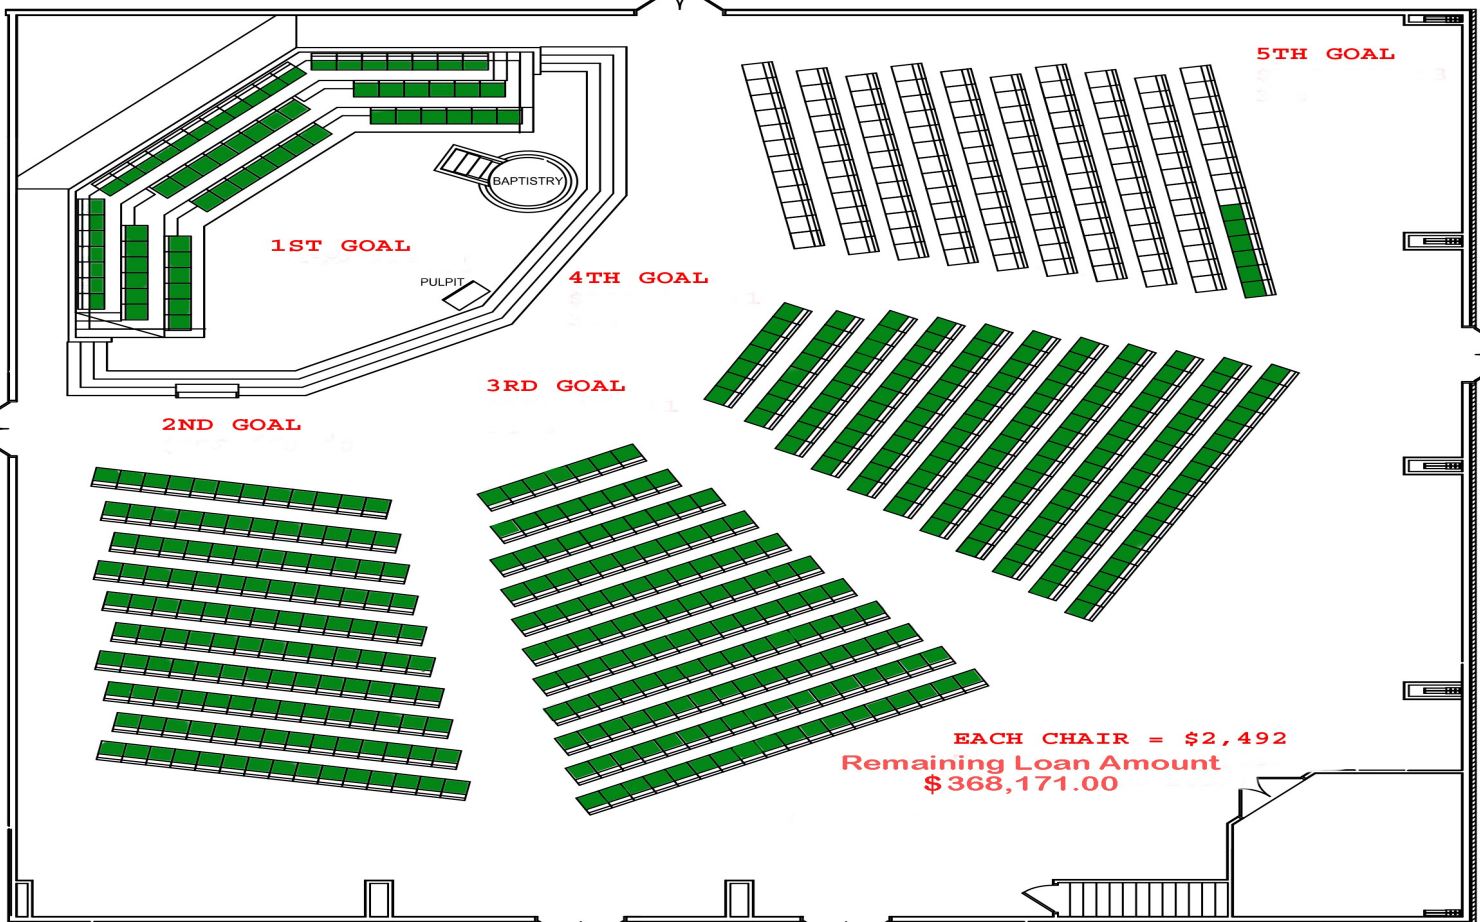 5TH GOAL
BAPTISTRY
1ST GOAL
4TH GOAL
PULPIT
3RD GOAL
2ND GOAL
EACH CHAIR = $2,492
Remaining Loan Amount
$368,171.00